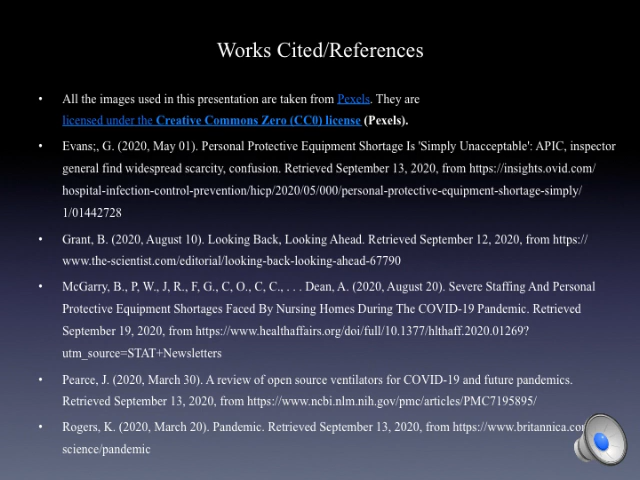 Works Cited/References
• All the images used in this presentation are taken from Pexels. They are
licensed under the Creative Commons Zero (CC0) license (Pexels).
• Evans;, G. (2020, May 01). Personal Protective Equipment Shortage Is 'Simply Unacceptable': APIC, inspector
general find widespread scarcity, confusion. Retrieved September 13, 2020, from https://insights.ovid.com/
hospital-infection-control-prevention/hicp/2020/05/000/personal-protective-equipment-shortage-simply/
1/01442728
• Grant, B. (2020, August 10). Looking Back, Looking Ahead. Retrieved September 12, 2020, from https://
www.the-scientist.com/editorial/looking-back-looking-ahead-67790
• McGarry, B., P, W., J, R., F, G., C, O., C, C., . . . Dean, A. (2020, August 20). Severe Staffing And Personal
Protective Equipment Shortages Faced By Nursing Homes During The COVID-19 Pandemic. Retrieved
September 19, 2020, from https://www.healthaffairs.org/doi/full/10.1377/hlthaff.2020.01269?
utm_source=STAT+Newsletters
• Pearce, J. (2020, March 30). A review of open source ventilators for COVID-19 and future pandemics.
Retrieved September 13, 2020, from https://www.ncbi.nlm.nih.gov/pmc/articles/PMC7195895/
• Rogers, K. (2020, March 20). Pandemic. Retrieved September 13, 2020, from
science/pandemic